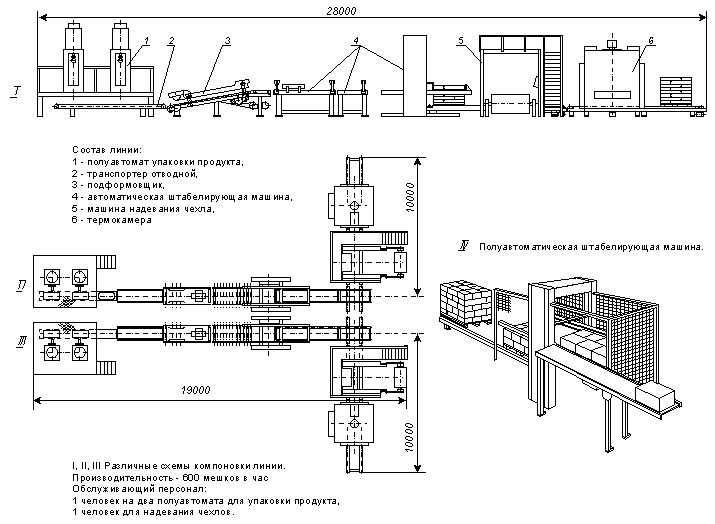 28000
1
2
3
4
5
6
I
Состав линии:
1 - полуавтомат упаковки продукта,
2 - транспортер отводной,
3 - подформовщик,
4 - автоматическая штабелирующая машина,
5 - машина надевания чехла,
6 - термокамера
10000
IV Полуавтоматическая штабелирующая машина.
II
III
19000
10000
I, II, III Различные схемы компоновки линии.
Производительность - 600 мешков в час
Обслуживающий персонал:
1 человек на два полуавтомата для упаковки продукта,
1 человек для надевания чехлов.